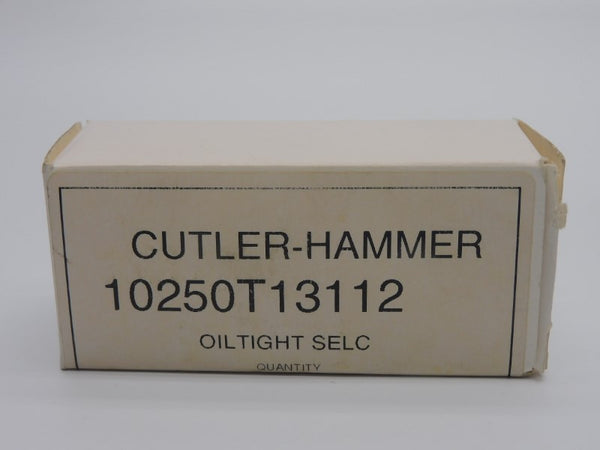 CUTLER-HAMMER
10250T13112
OILTIGHT SELC
QUANTITY